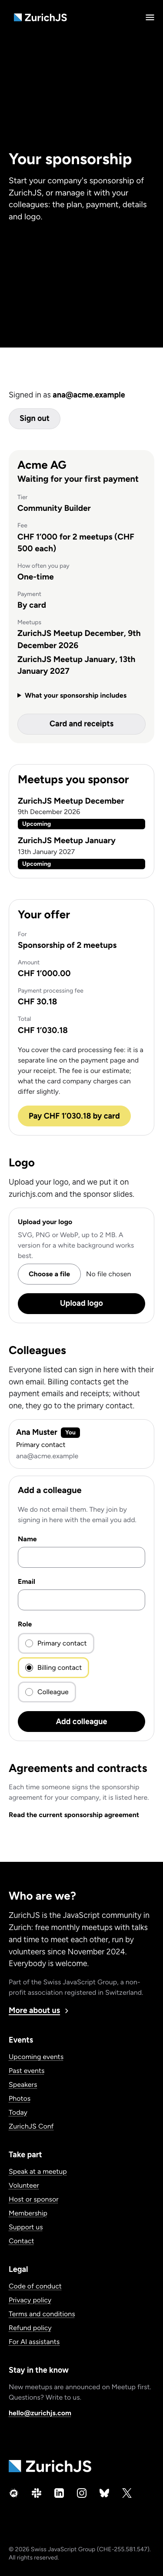 ZurichJS
Your sponsorship
Start your company's sponsorship of
ZurichJS, or manage it with your
colleagues: the plan, payment, details
and logo.
Signed in as ana@acme.example
Sign out
Acme AG
Waiting for your first payment
Tier
Community Builder
Fee
CHF 1'000 for 2 meetups (CHF
500 each)
How often you pay
One-time
Payment
By card
Meetups
ZurichJS Meetup December, 9th
December 2026
ZurichJS Meetup January, 13th
January 2027
What your sponsorship includes
Card and receipts
Meetups you sponsor
ZurichJS Meetup December
9th December 2026
Upcoming
ZurichJS Meetup January
13th January 2027
Upcoming
Your offer
For
Sponsorship of 2 meetups
Amount
CHF 1'000.00
Payment processing fee
CHF 30.18
Total
CHF 1'030.18
You cover the card processing fee: it is a
separate line on the payment page and
your receipt. The fee is our estimate;
what the card company charges can
differ slightly.
Pay CHF 1'030.18 by card
Logo
Upload your logo, and we put it on
zurichjs.com and the sponsor slides.
Upload your logo
SVG, PNG or WebP, up to 2 MB. A
version for a white background works
best.
Choose a file No file chosen
Upload logo
Colleagues
Everyone listed can sign in here with their
own email. Billing contacts get the
payment emails and receipts; without
one, they go to the primary contact.
Ana Muster You
Primary contact
ana@acme.example
Add a colleague
We do not email them. They join by
signing in here with the email you add.
Name
Email
Role
Primary contact
Billing contact
Colleague
Add colleague
Agreements and contracts
Each time someone signs the sponsorship
agreement for your company, it is listed here.
Read the current sponsorship agreement
Who are we?
ZurichJS is the JavaScript community in
Zurich: free monthly meetups with talks
and time to meet each other, run by
volunteers since November 2024.
Everybody is welcome.
Part of the Swiss JavaScript Group, a non-
profit association registered in Switzerland.
More about us
Events
Upcoming events
Past events
Speakers
Photos
Today
ZurichJS Conf
Take part
Speak at a meetup
Volunteer
Host or sponsor
Membership
Support us
Contact
Legal
Code of conduct
Privacy policy
Terms and conditions
Refund policy
For AI assistants
Stay in the know
New meetups are announced on Meetup first.
Questions? Write to us.
hello@zurichjs.com
ZurichJS
© 2026 Swiss JavaScript Group (CHE-255.581.547).
All rights reserved.